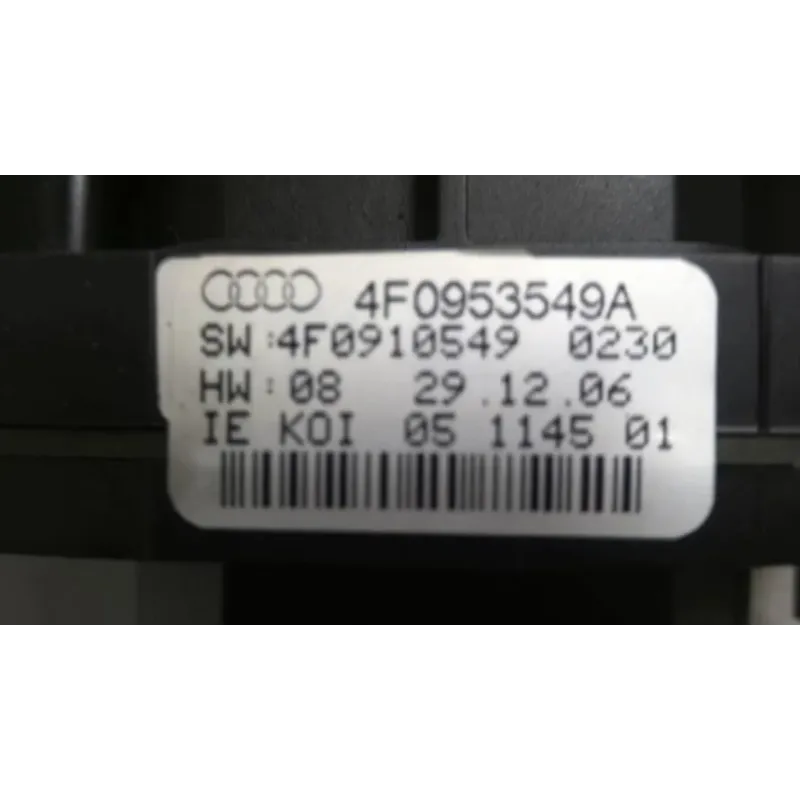 4F0953549A
SW:4F0910549 0230
HW:08 29.12.06
IE KOI 05 1145 01